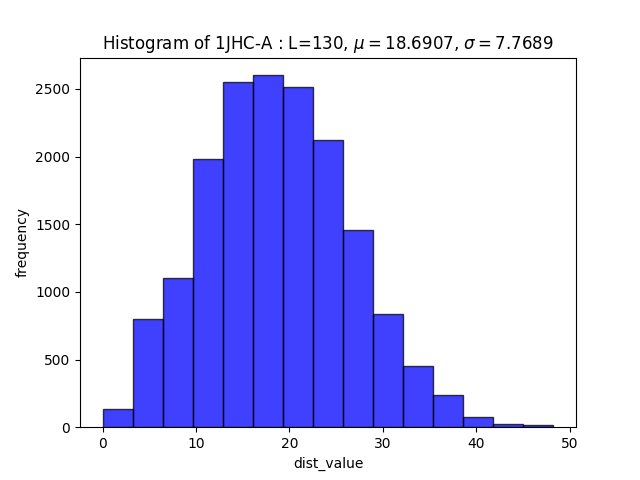 Histogram of 1JHC-A : L=130, μ = 18.6907, σ = 7.7689
2500
2000
1500
1000
500
0
frequency
0 10 20 30 40 50
dist_value